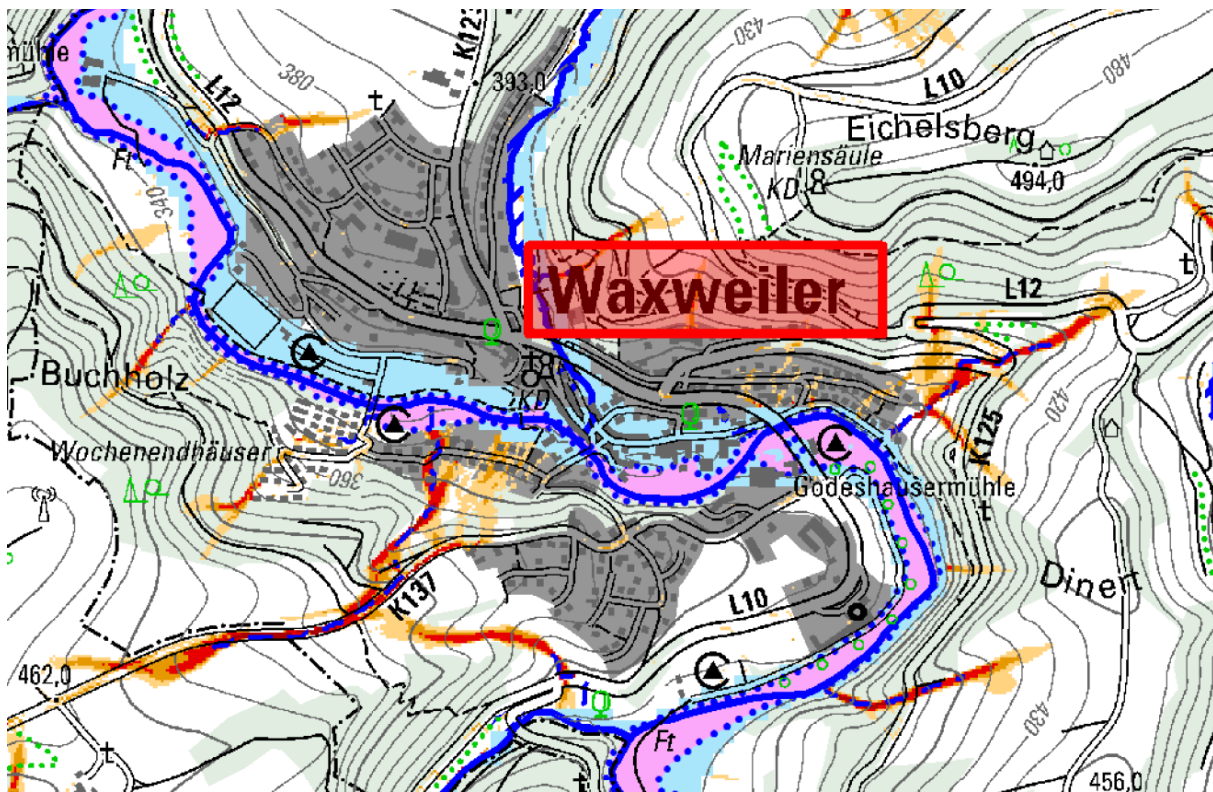 mühle
L12
380
K123
393,0
430
L10
480
Eichelsberg
Mariensäule
KD
494,0
Ft
340
Waxweiler
L12
Buchholz
KD
420
K125
Wochenendhäuser
360
Godeshausermühle
Dinert
K137
L10
462,0
Ft
430
456,0